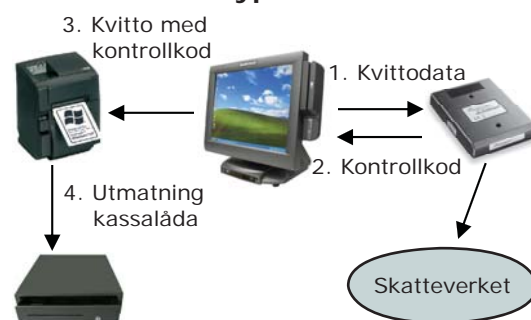 3. Kvitto med
kontrollkod
1. Kvittodata
2. Kontrollkod
4. Utmatning
kassalåda
Skatteverket